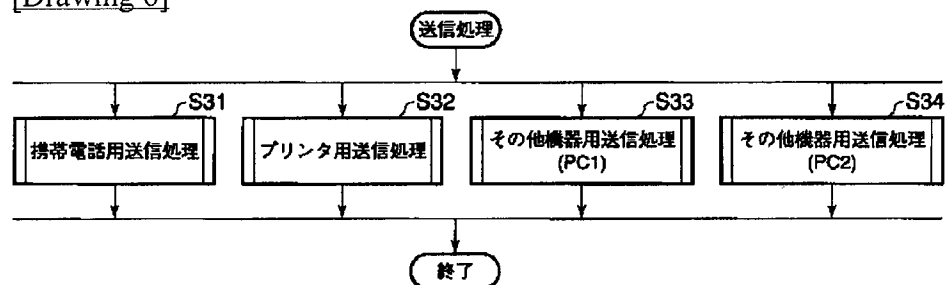 [Drawing 6]
送信処理
S31
S32
S33
S34
携帯電話用送信処理
プリンタ用送信処理
その他機器用送信処理
(PC1)
その他機器用送信処理
(PC2)
終了